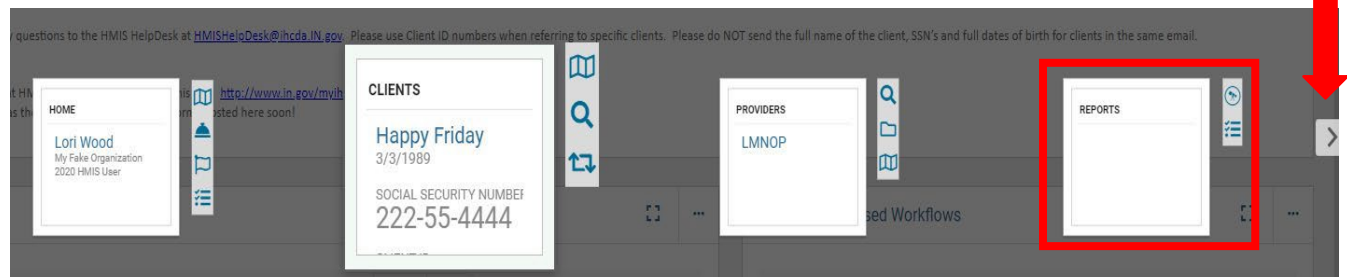 questions to the HMIS HelpDesk at HMISHelpDesk@ihcda.IN.gov. Please use Client ID numbers when referring to specific clients. Please do NOT send the full name of the client, SSN's and full dates of birth for clients in the same email.
http://www.in.gov/myih
posted here soon!
HOME
Lori Wood
My Fake Organization
2020 HMIS User
CLIENTS
Happy Friday
3/3/1989
SOCIAL SECURITY NUMBER
222-55-4444
PROVIDERS
LMNOP
REPORTS
sed Workflows